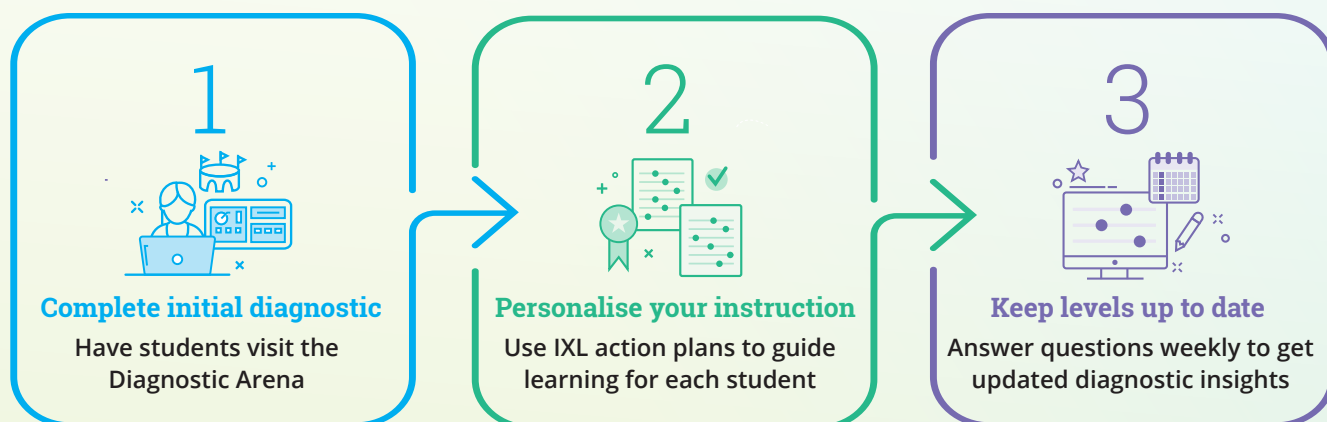 1
Complete initial diagnostic
Have students visit the
Diagnostic Arena
2
Personalise your instruction
Use IXL action plans to guide
learning for each student
3
Keep levels up to date
Answer questions weekly to get
updated diagnostic insights